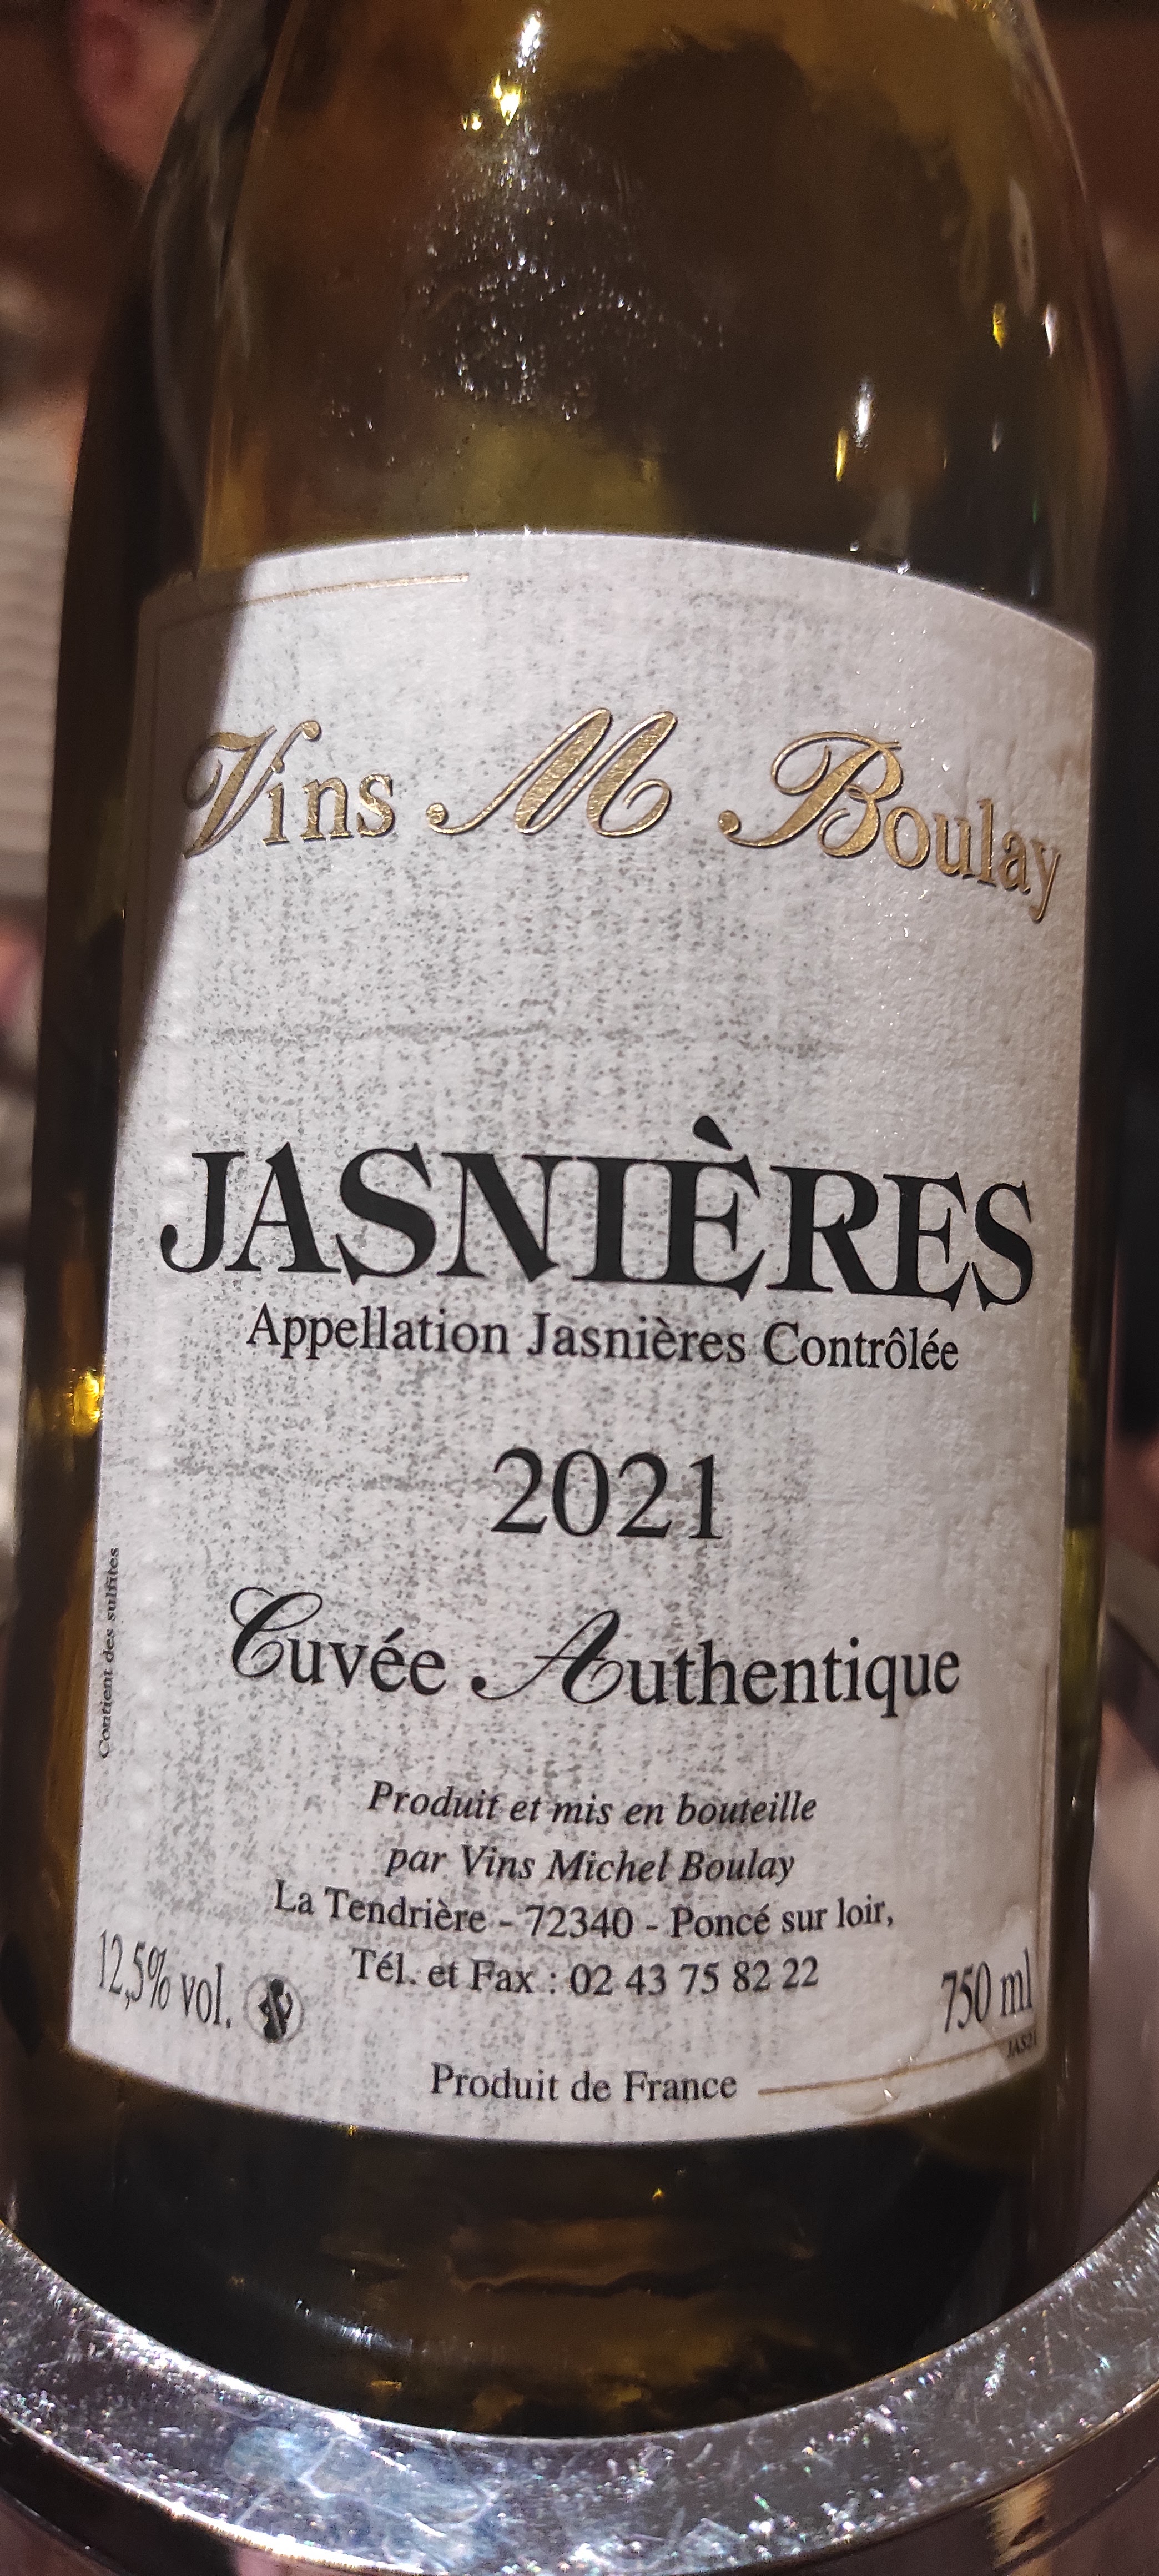 Vins M Boulay
JASNIÈRES
Appellation Jasnières Contrôlée
2021
Cuvée Authentique
Contient des sulfites
Produit et mis en bouteille
par Vins Michel Boulay
La Tendrière - 72340 - Poncé sur loir,
Tél. et Fax : 02 43 75 82 22
12,5% vol.
750 ml
JAS21
Produit de France